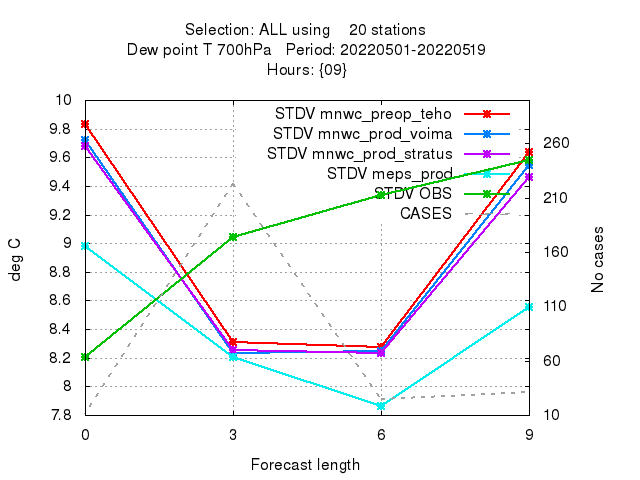 Selection: ALL using 20 stations
Dew point T 700hPa Period: 20220501-20220519
Hours: {09}
STDV mnwc_preop_teho
STDV mnwc_prod_voima
STDV mnwc_prod_stratus
STDV meps_prod
STDV OBS
CASES
deg C
10
9.8
9.6
9.4
9.2
9
8.8
8.6
8.4
8.2
8
7.8
No cases
260
210
160
110
60
10
0 3 6 9
Forecast length